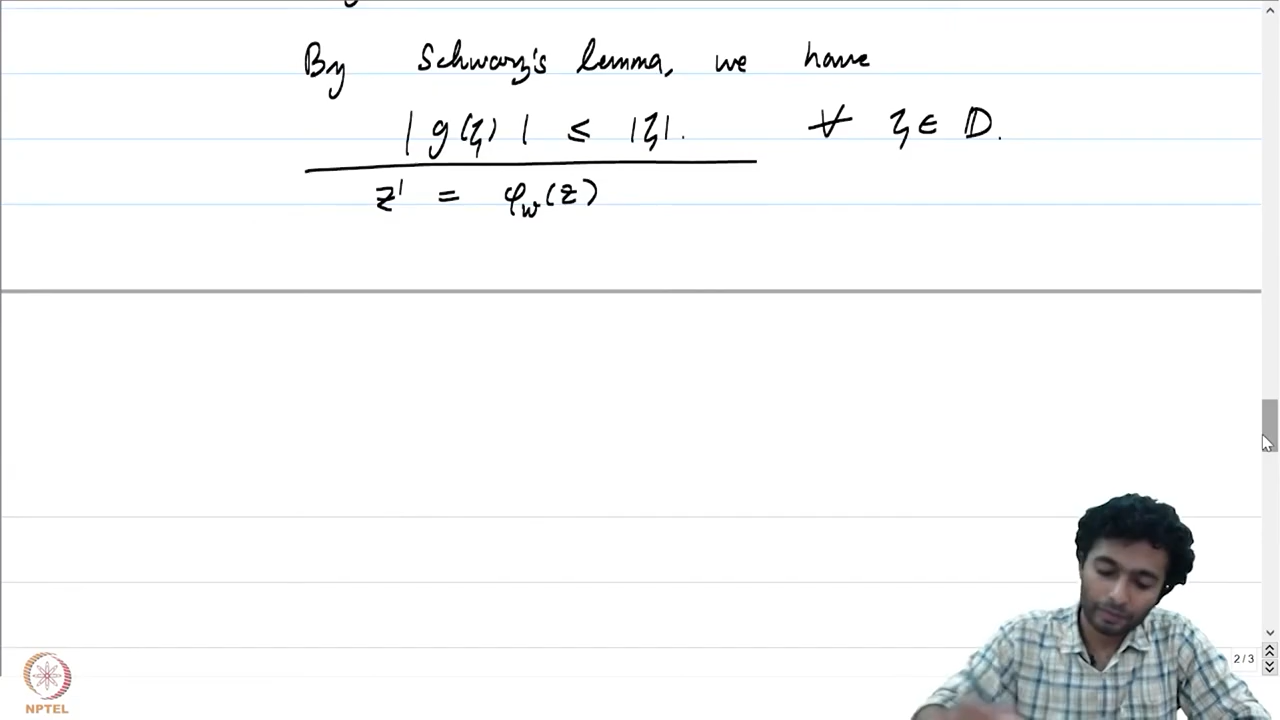 By Schwarz's lemma, we have
| g(ζ) | ≤ |ζ|. ∀ ζ ∈ 𝔻.
z' = φ_w(z)
2 / 3
NPTEL